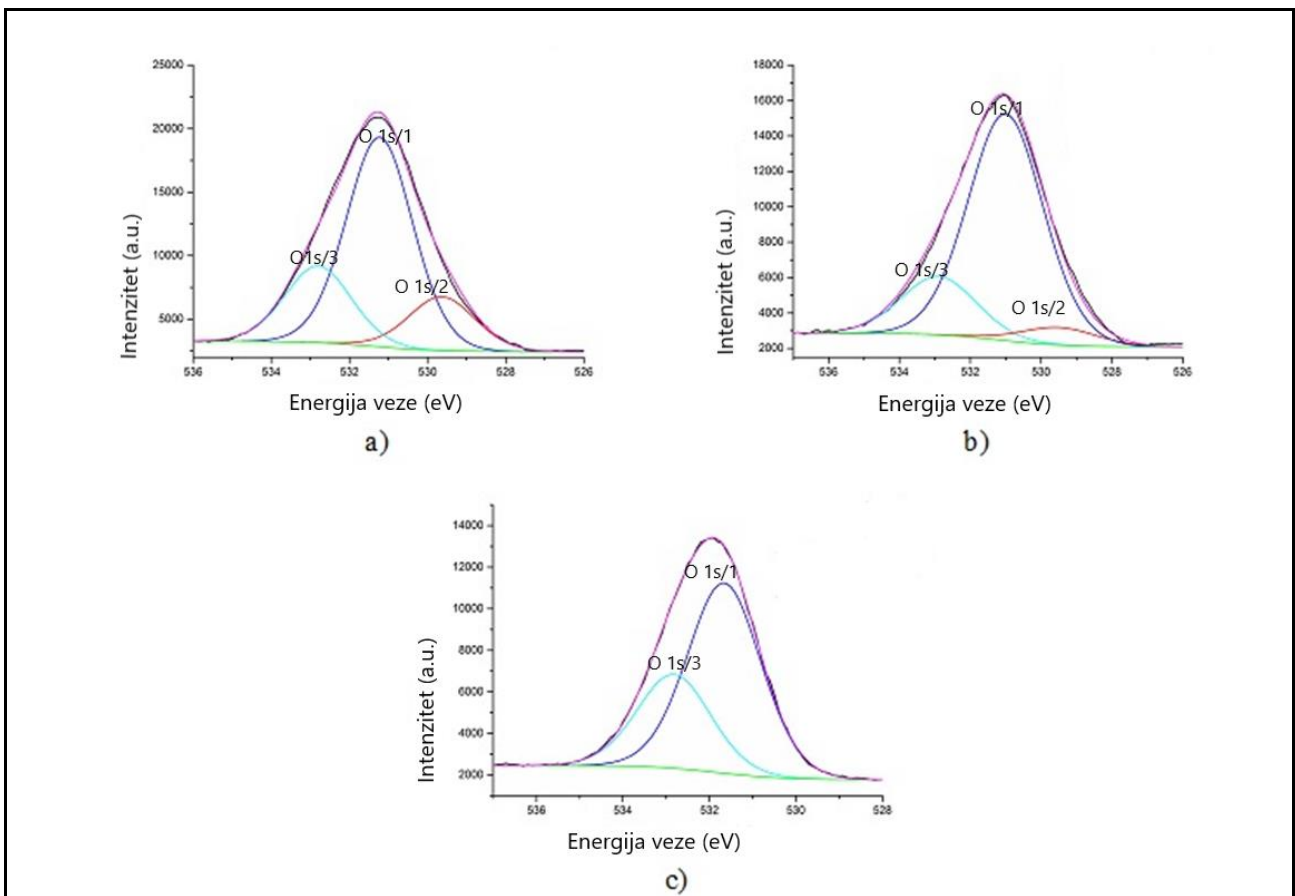 25000
20000
15000
10000
5000
Intenzitet (a.u.)
O 1s/1
O1s/3
O 1s/2
536
534
532
530
528
526
Energija veze (eV)
a)
18000
16000
14000
12000
10000
8000
6000
4000
2000
Intenzitet (a.u.)
O 1s/1
O 1s/3
O 1s/2
536
534
532
530
528
526
Energija veze (eV)
b)
14000
12000
10000
8000
6000
4000
2000
Intenzitet (a.u.)
O 1s/1
O 1s/3
536
534
532
530
528
Energija veze (eV)
c)